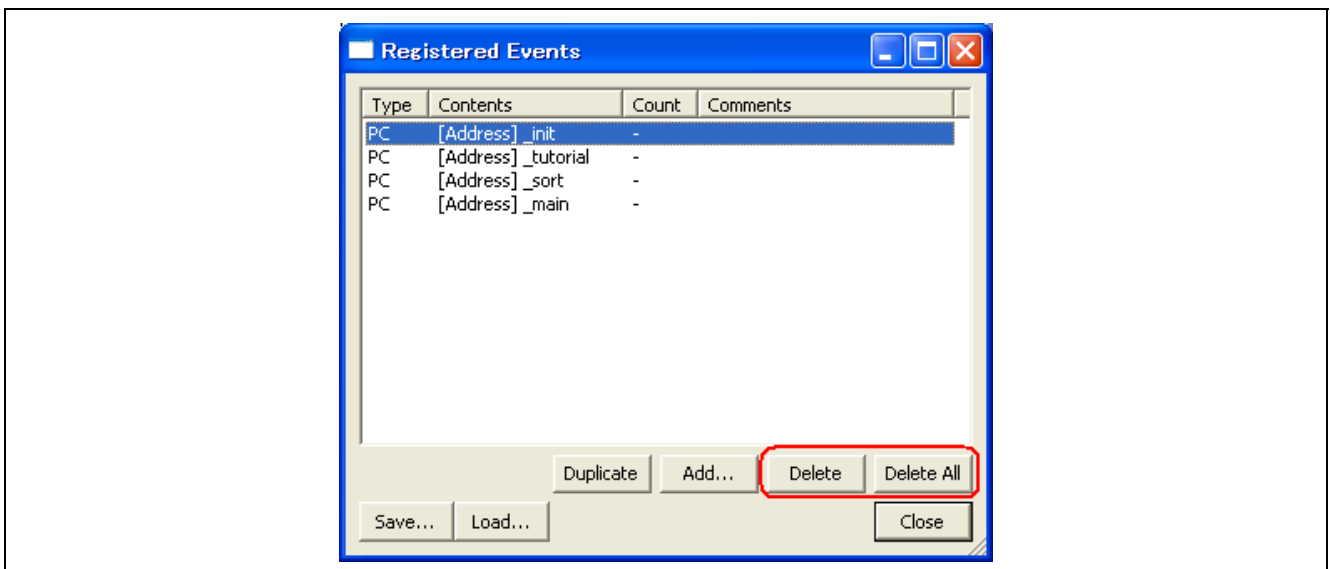 Registered Events
Type Contents Count Comments
PC [Address] _init -
PC [Address] _tutorial -
PC [Address] _sort -
PC [Address] _main -
Duplicate Add... Delete Delete All
Save... Load... Close